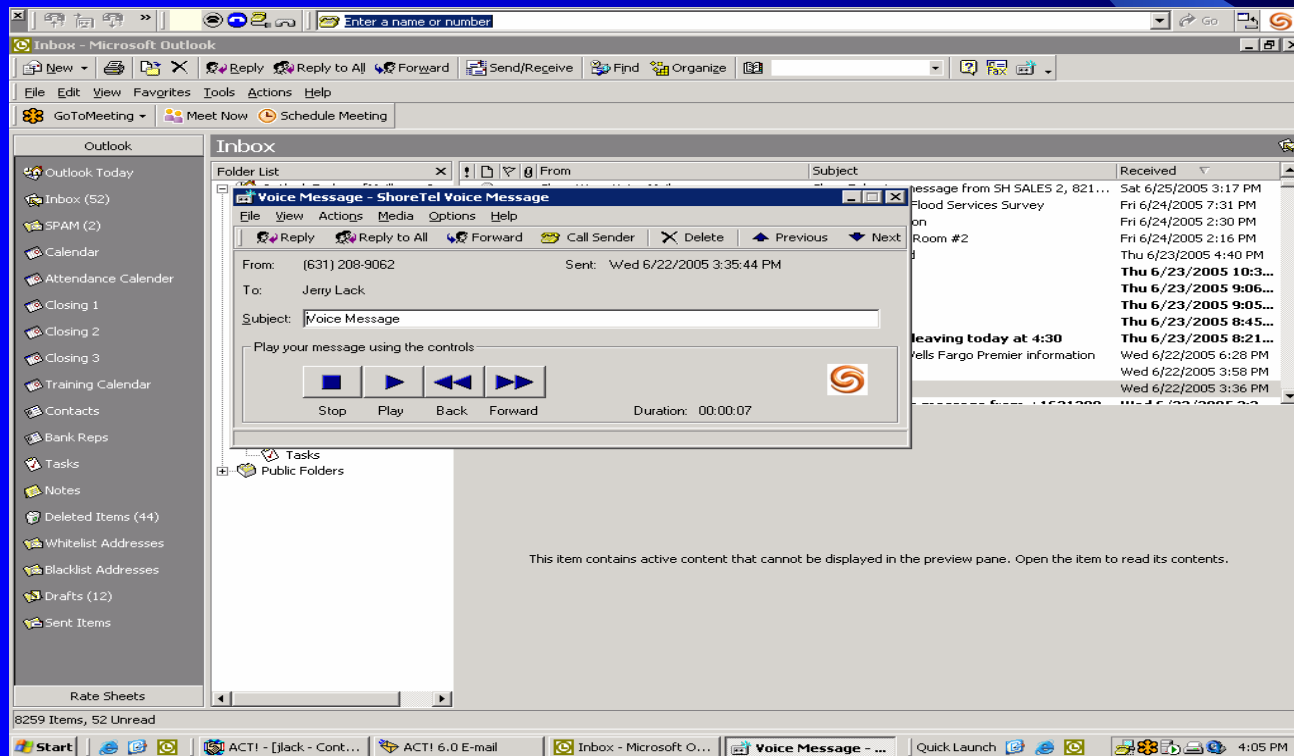 » Enter a name or number Go
Inbox - Microsoft Outlook
New Reply Reply to All Forward Send/Receive Find Organize Fax
File Edit View Favorites Tools Actions Help
GoToMeeting Meet Now Schedule Meeting
Outlook
Outlook Today
Inbox (52)
SPAM (2)
Calendar
Attendance Calender
Closing 1
Closing 2
Closing 3
Training Calendar
Contacts
Bank Reps
Tasks
Notes
Deleted Items (44)
Whitelist Addresses
Blacklist Addresses
Drafts (12)
Sent Items
Rate Sheets
Inbox
Folder List
From Subject Received
message from SH SALES 2, 821... Sat 6/25/2005 3:17 PM
Flood Services Survey Fri 6/24/2005 7:31 PM
on Fri 6/24/2005 2:30 PM
Room #2 Fri 6/24/2005 2:16 PM
Thu 6/23/2005 4:40 PM
Thu 6/23/2005 10:3...
Thu 6/23/2005 9:06...
Thu 6/23/2005 9:05...
Thu 6/23/2005 8:45...
leaving today at 4:30 Thu 6/23/2005 8:21...
Wells Fargo Premier information Wed 6/22/2005 6:28 PM
Wed 6/22/2005 3:58 PM
Wed 6/22/2005 3:36 PM
Voice Message - ShoreTel Voice Message
File View Actions Media Options Help
Reply Reply to All Forward Call Sender Delete Previous Next
From: (631) 208-9062 Sent: Wed 6/22/2005 3:35:44 PM
To: Jerry Lack
Subject: Voice Message
Play your message using the controls
Stop Play Back Forward Duration: 00:00:07
Tasks
Public Folders
This item contains active content that cannot be displayed in the preview pane. Open the item to read its contents.
8259 Items, 52 Unread
Start ACT! - [jlack - Cont... ACT! 6.0 E-mail Inbox - Microsoft O... Voice Message - ... Quick Launch 4:05 PM